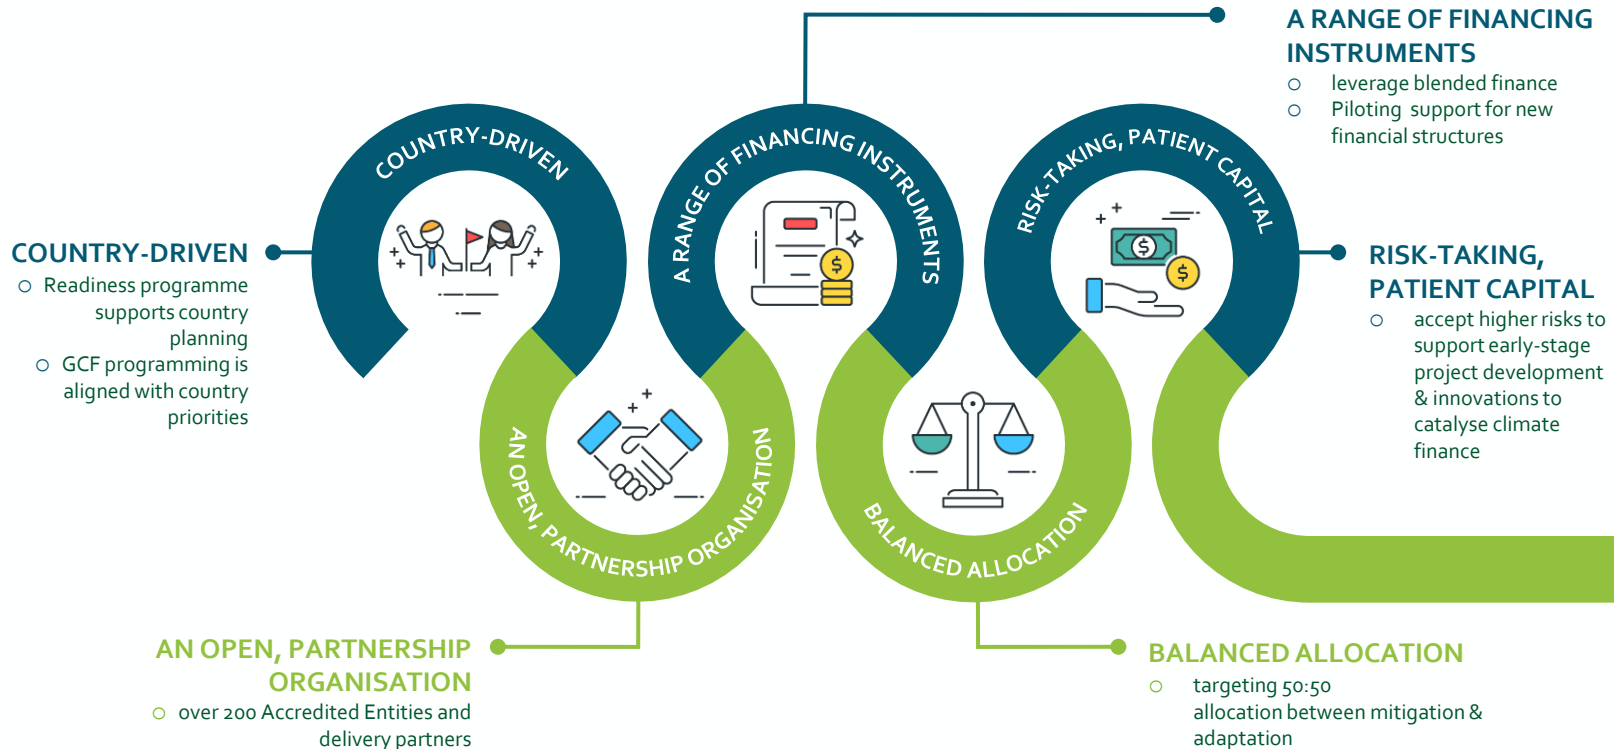 A RANGE OF FINANCING
INSTRUMENTS
○ leverage blended finance
○ Piloting support for new
financial structures
COUNTRY-DRIVEN
A RANGE OF FINANCING INSTRUMENTS
RISK-TAKING, PATIENT CAPITAL
COUNTRY-DRIVEN
○ Readiness programme
supports country
planning
○ GCF programming is
aligned with country
priorities
RISK-TAKING,
PATIENT CAPITAL
○ accept higher risks to
support early-stage
project development
& innovations to
catalyse climate
finance
AN OPEN, PARTNERSHIP ORGANISATION
BALANCED ALLOCATION
AN OPEN, PARTNERSHIP
ORGANISATION
○ over 200 Accredited Entities and
delivery partners
BALANCED ALLOCATION
○ targeting 50:50
allocation between mitigation &
adaptation